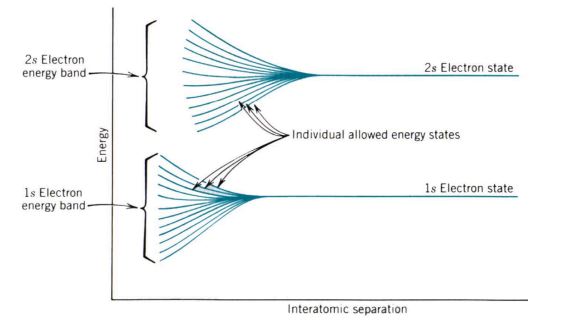 2s Electron
energy band
2s Electron state
Individual allowed energy states
Energy
1s Electron
energy band
1s Electron state
Interatomic separation